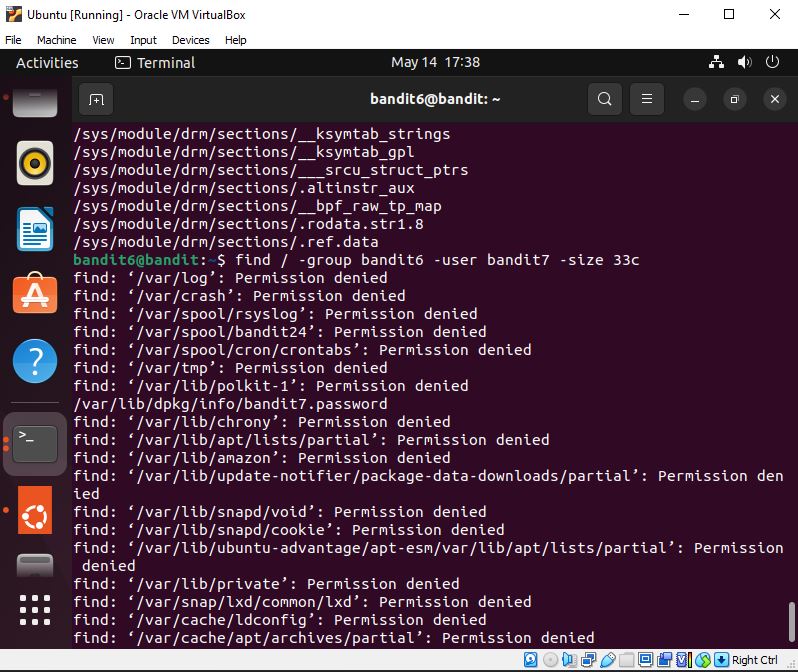 Ubuntu [Running] - Oracle VM VirtualBox
File Machine View Input Devices Help
Activities Terminal May 14 17:38
bandit6@bandit: ~
/sys/module/drm/sections/__ksymtab_strings
/sys/module/drm/sections/__ksymtab_gpl
/sys/module/drm/sections/___srcu_struct_ptrs
/sys/module/drm/sections/.altinstr_aux
/sys/module/drm/sections/__bpf_raw_tp_map
/sys/module/drm/sections/.rodata.str1.8
/sys/module/drm/sections/.ref.data
bandit6@bandit:~$ find / -group bandit6 -user bandit7 -size 33c
find: ‘/var/log’: Permission denied
find: ‘/var/crash’: Permission denied
find: ‘/var/spool/rsyslog’: Permission denied
find: ‘/var/spool/bandit24’: Permission denied
find: ‘/var/spool/cron/crontabs’: Permission denied
find: ‘/var/tmp’: Permission denied
find: ‘/var/lib/polkit-1’: Permission denied
/var/lib/dpkg/info/bandit7.password
find: ‘/var/lib/chrony’: Permission denied
find: ‘/var/lib/apt/lists/partial’: Permission denied
find: ‘/var/lib/amazon’: Permission denied
find: ‘/var/lib/update-notifier/package-data-downloads/partial’: Permission den
ied
find: ‘/var/lib/snapd/void’: Permission denied
find: ‘/var/lib/snapd/cookie’: Permission denied
find: ‘/var/lib/ubuntu-advantage/apt-esm/var/lib/apt/lists/partial’: Permission
 denied
find: ‘/var/lib/private’: Permission denied
find: ‘/var/snap/lxd/common/lxd’: Permission denied
find: ‘/var/cache/ldconfig’: Permission denied
find: ‘/var/cache/apt/archives/partial’: Permission denied
Right Ctrl